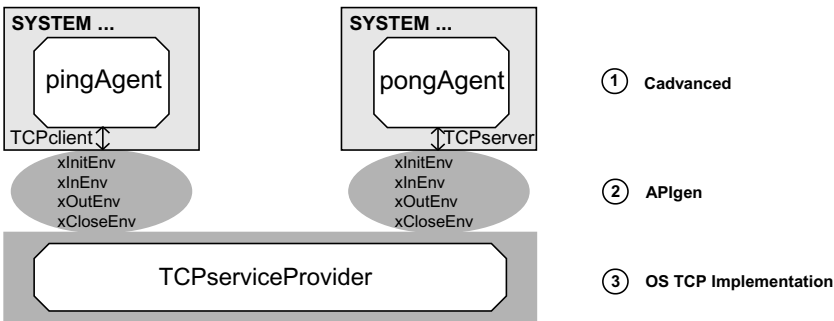 SYSTEM ...
SYSTEM ...
pingAgent
pongAgent
1 Cadvanced
TCPclient
TCPserver
xInitEnv
xInEnv
xOutEnv
xCloseEnv
xInitEnv
xInEnv
xOutEnv
xCloseEnv
2 APIgen
TCPserviceProvider
3 OS TCP Implementation